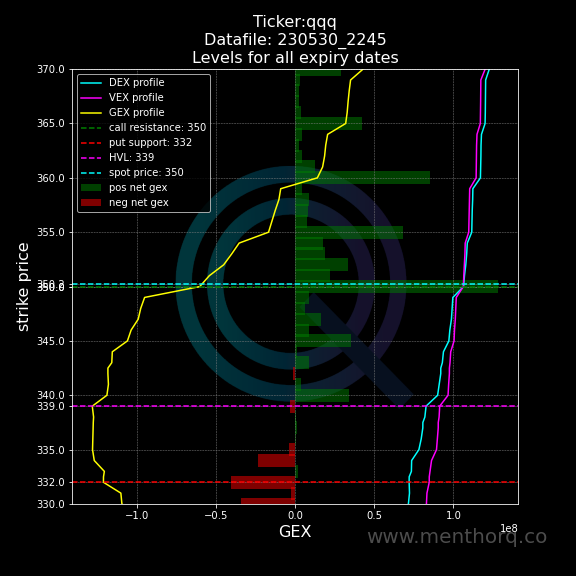 Ticker:qqq
Datafile: 230530_2245
Levels for all expiry dates
DEX profile
VEX profile
GEX profile
call resistance: 350
put support: 332
HVL: 339
spot price: 350
pos net gex
neg net gex
strike price
370.0
365.0
360.0
355.0
350.0
345.0
340.0
339.0
335.0
332.0
330.0
−1.0
−0.5
0.0
0.5
1.0
1e8
GEX
www.menthorq.co